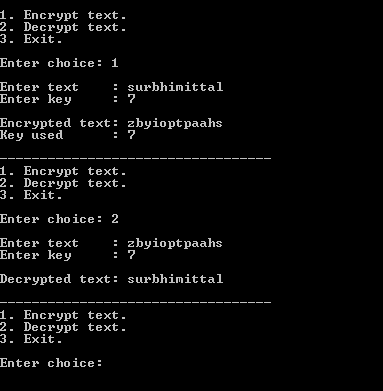 1. Encrypt text.
2. Decrypt text.
3. Exit.
Enter choice: 1
Enter text    : surbhimittal
Enter key     : 7
Encrypted text: zbyioptpaahs
Key used      : 7
__________________________________
1. Encrypt text.
2. Decrypt text.
3. Exit.
Enter choice: 2
Enter text    : zbyioptpaahs
Enter key     : 7
Decrypted text: surbhimittal
__________________________________
1. Encrypt text.
2. Decrypt text.
3. Exit.
Enter choice: